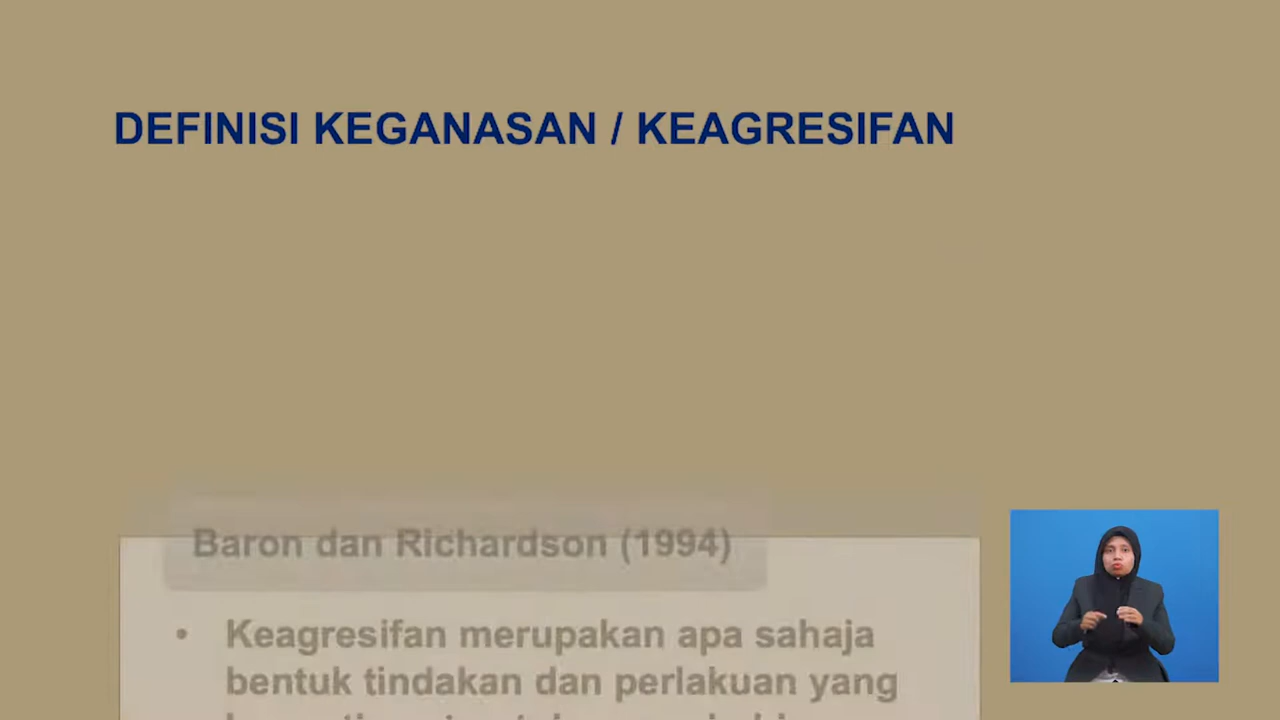 DEFINISI KEGANASAN / KEAGRESIFAN
Baron dan Richardson (1994)
• Keagresifan merupakan apa sahaja
bentuk tindakan dan perlakuan yang